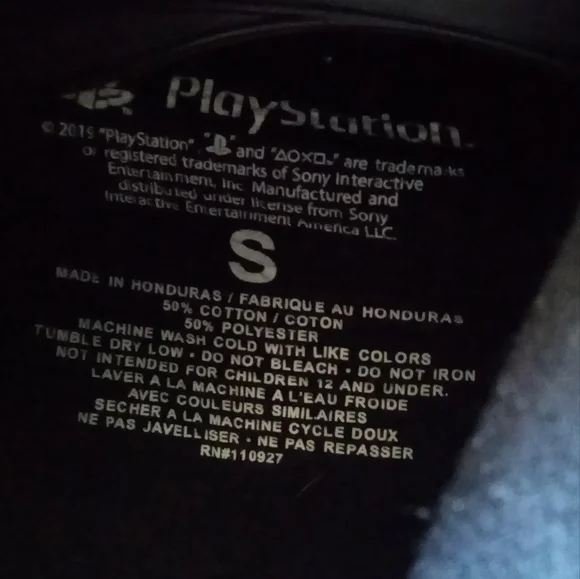 PlayStation.
© 2019 "PlayStation", " " and "△○×□." are trademarks
or registered trademarks of Sony Interactive
Entertainment, Inc. Manufactured and
distributed under license from Sony
Interactive Entertainment America LLC.
S
MADE IN HONDURAS / FABRIQUE AU HONDURAS
50% COTTON / COTON
50% POLYESTER
MACHINE WASH COLD WITH LIKE COLORS
TUMBLE DRY LOW • DO NOT BLEACH • DO NOT IRON
NOT INTENDED FOR CHILDREN 12 AND UNDER.
LAVER A LA MACHINE A L'EAU FROIDE
AVEC COULEURS SIMILAIRES
SECHER A LA MACHINE CYCLE DOUX
NE PAS JAVELLISER • NE PAS REPASSER
RN#110927